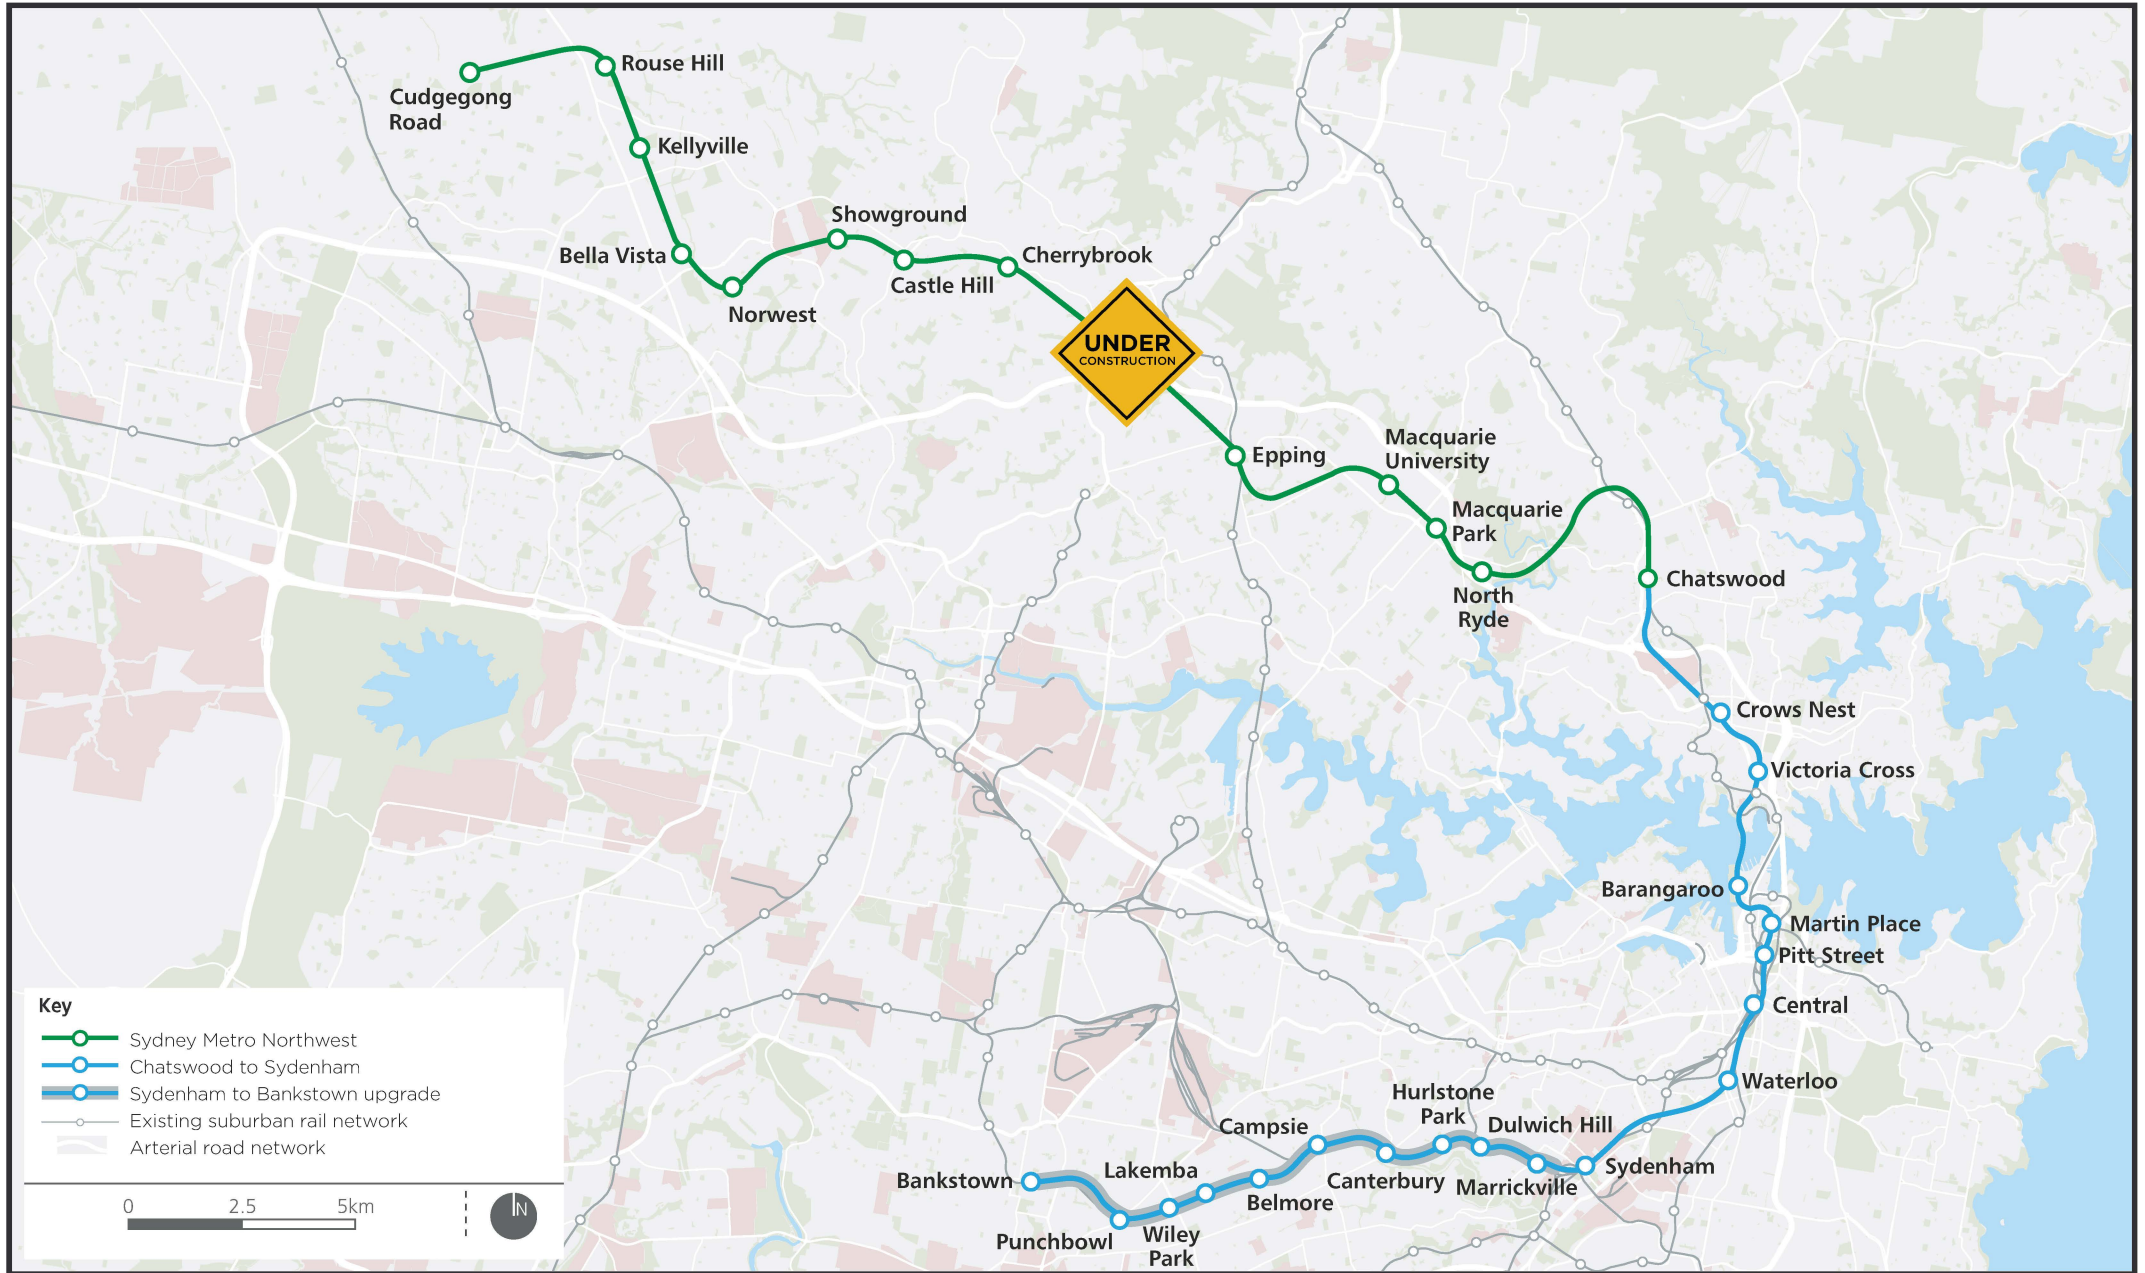 Rouse Hill
Cudgegong
Road
Kellyville
Showground
Bella Vista
Cherrybrook
Castle Hill
Norwest
UNDER
CONSTRUCTION
Epping
Macquarie
University
Macquarie
Park
North
Ryde
Chatswood
Crows Nest
Victoria Cross
Barangaroo
Martin Place
Pitt Street
Central
Waterloo
Hurlstone
Park
Dulwich Hill
Campsie
Sydenham
Lakemba
Bankstown
Canterbury
Marrickville
Belmore
Punchbowl
Wiley
Park
Key
Sydney Metro Northwest
Chatswood to Sydenham
Sydenham to Bankstown upgrade
Existing suburban rail network
Arterial road network
0 2.5 5km
N